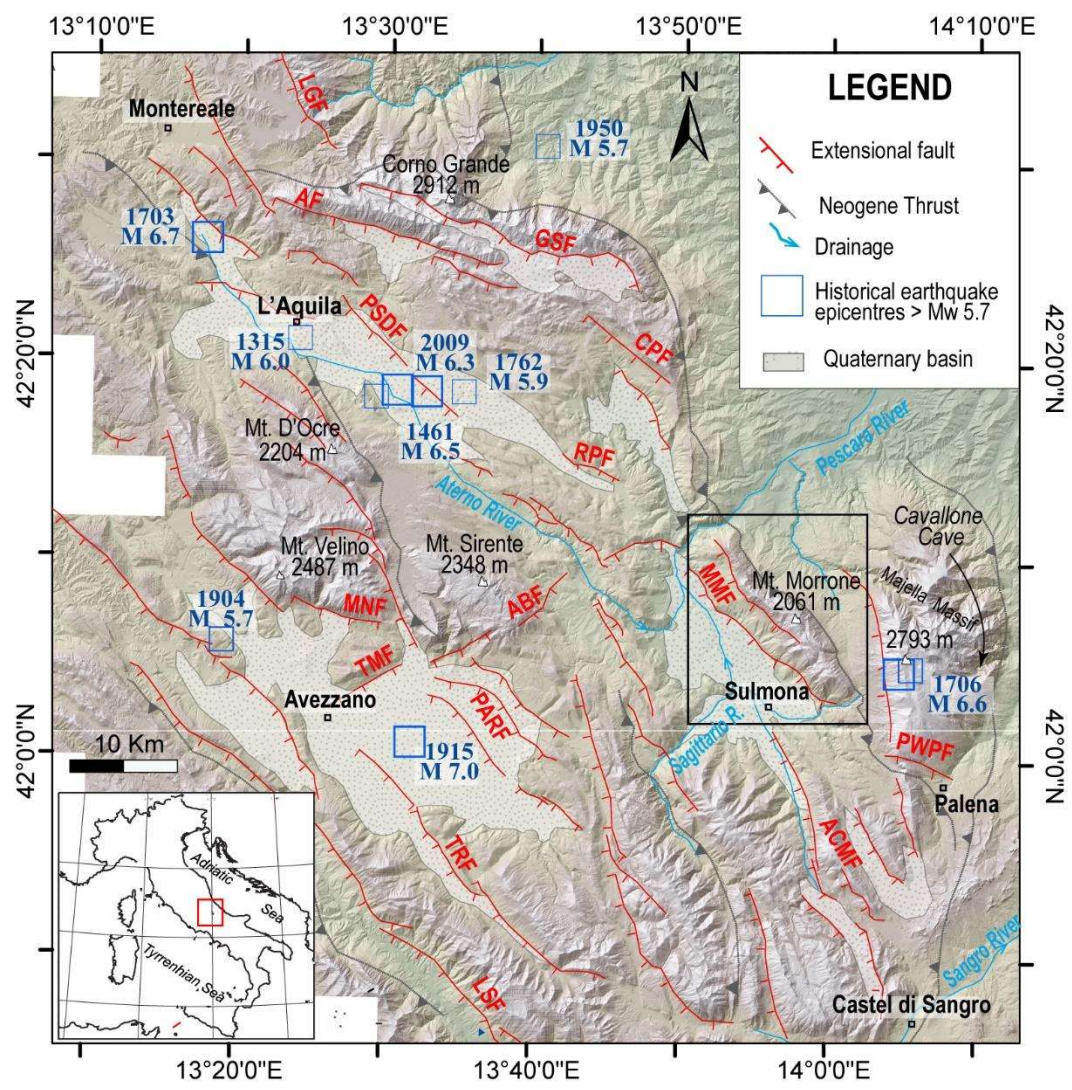 13°10'0"E
13°30'0"E
13°50'0"E
14°10'0"E
LEGEND
Extensional fault
Neogene Thrust
Drainage
Historical earthquake
epicentres > Mw 5.7
Quaternary basin
N
Montereale
LGF
1950
M 5.7
Corno Grande
2912 m
AF
GSF
1703
M 6.7
L'Aquila
PSDF
CPF
1315
M 6.0
2009
M 6.3
1762
M 5.9
1461
M 6.5
42°20'0"N
42°20'0"N
Mt. D'Ocre
2204 m
RPF
Pescara River
Aterno River
Cavallone
Cave
Mt. Velino
2487 m
Mt. Sirente
2348 m
MMF
Mt. Morrone
2061 m
Majella Massif
2793 m
MNF
ABF
1904
M 5.7
TMF
Avezzano
PARF
Sulmona
Sagittario R.
1706
M 6.6
1915
M 7.0
PWPF
Palena
42°0'0"N
42°0'0"N
10 Km
TRF
ACMF
LSF
Sangro River
Castel di Sangro
Adriatic
Sea
Tyrrhenian Sea
13°20'0"E
13°40'0"E
14°0'0"E